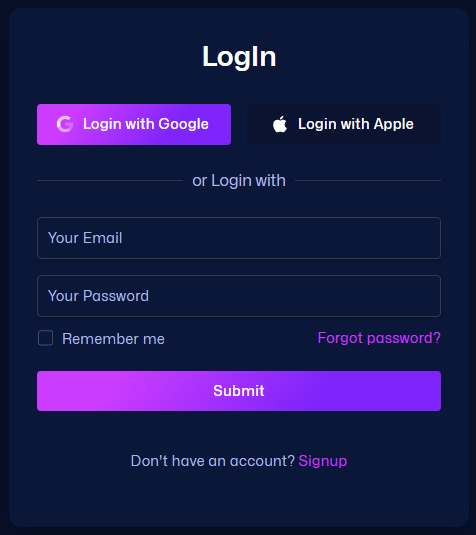 LogIn
Login with Google
Login with Apple
or Login with
Your Email
Your Password
Remember me
Forgot password?
Submit
Don't have an account? Signup